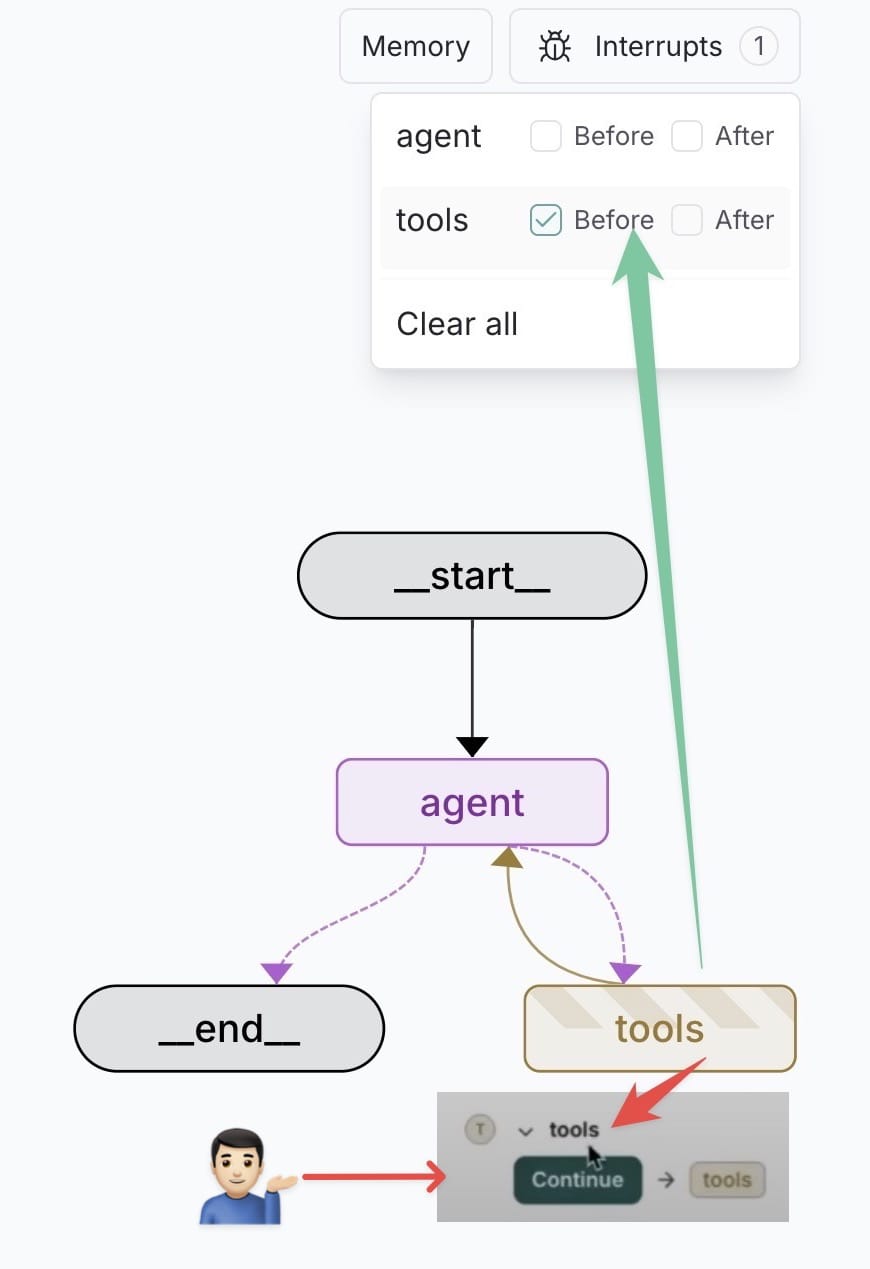 Memory
Interrupts 1
agent Before After
tools Before After
Clear all
__start__
agent
__end__
tools
T tools
Continue → tools